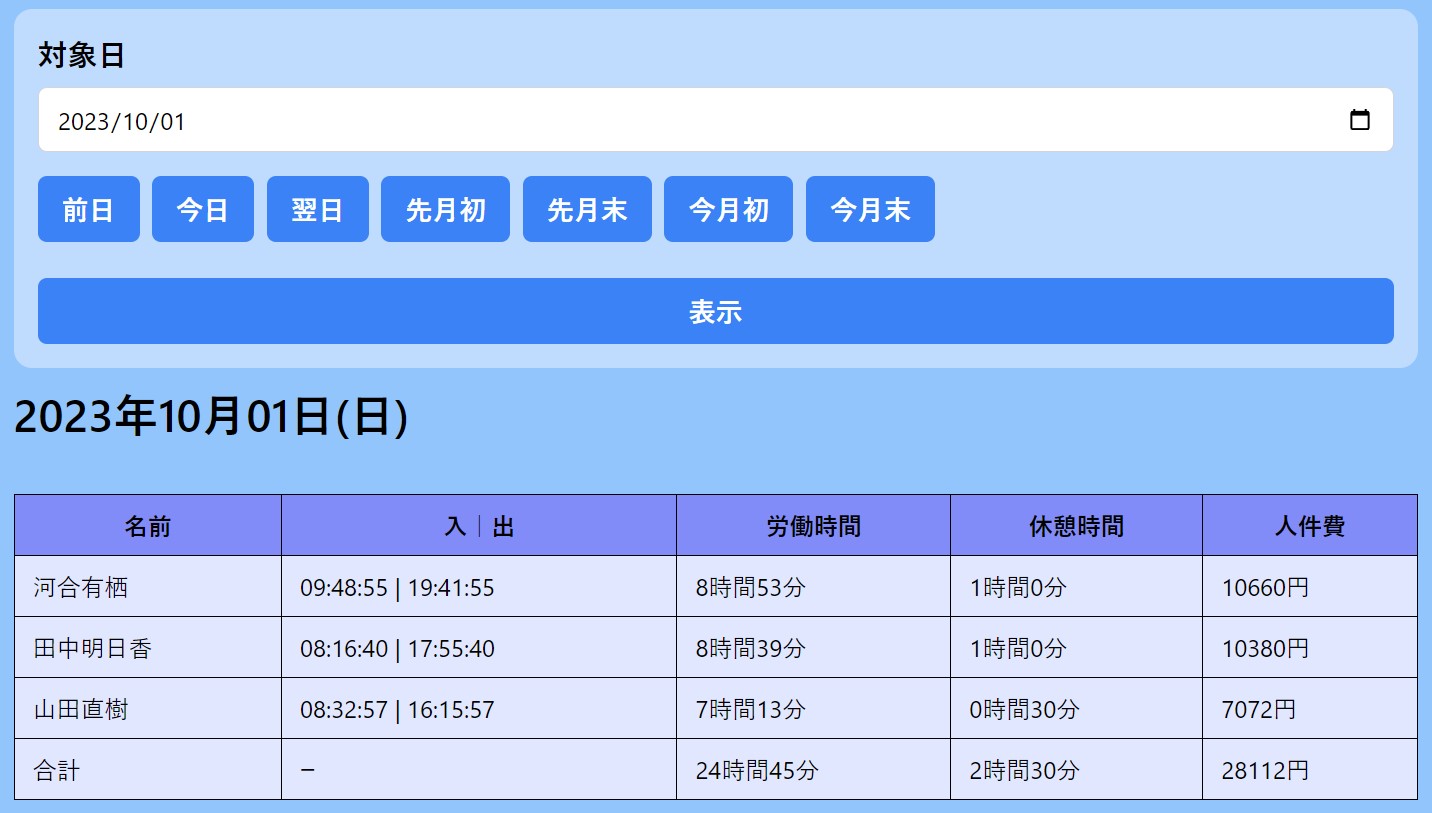 対象日
2023/10/01
前日 今日 翌日 先月初 先月末 今月初 今月末
表示
2023年10月01日(日)
名前 入｜出 労働時間 休憩時間 人件費
河合有栖 09:48:55 | 19:41:55 8時間53分 1時間0分 10660円
田中明日香 08:16:40 | 17:55:40 8時間39分 1時間0分 10380円
山田直樹 08:32:57 | 16:15:57 7時間13分 0時間30分 7072円
合計 – 24時間45分 2時間30分 28112円